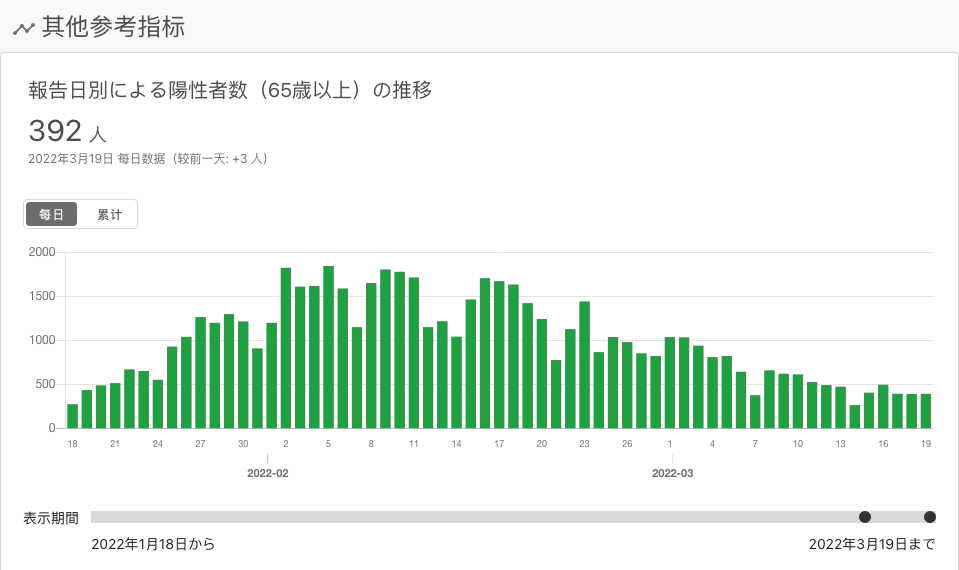 其他参考指标
報告日別による陽性者数（65歳以上）の推移
392 人
2022年3月19日 每日数据（较前一天: +3 人）
每日 累计
2000
1500
1000
500
0
18 21 24 27 30 2 5 8 11 14 17 20 23 26 1 4 7 10 13 16 19
2022-02 2022-03
表示期間
2022年1月18日から 2022年3月19日まで